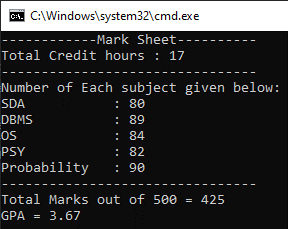 C:\Windows\system32\cmd.exe
------------Mark Sheet-----------
Total Credit hours : 17
----------------------------------
Number of Each subject given below:
SDA : 80
DBMS : 89
OS : 84
PSY : 82
Probability : 90
----------------------------------
Total Marks out of 500 = 425
GPA = 3.67